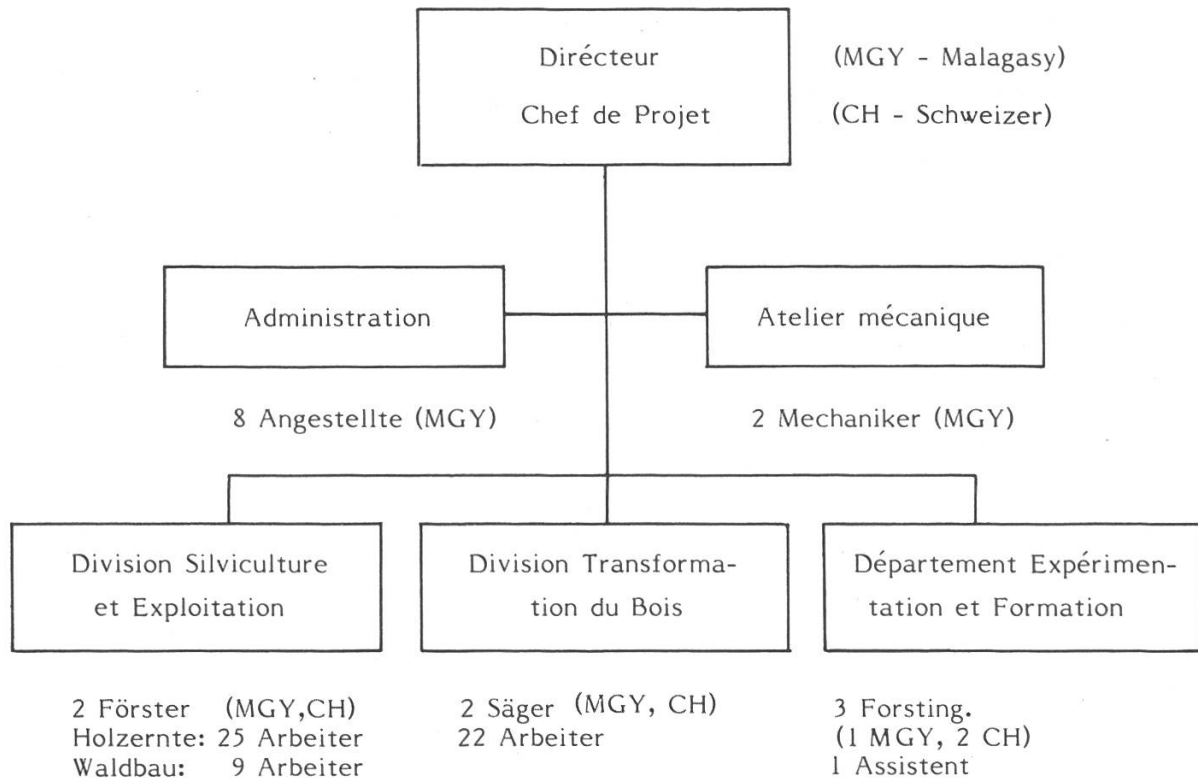 Dirécteur
Chef de Projet
(MGY - Malagasy)
(CH - Schweizer)
Administration
Atelier mécanique
8 Angestellte (MGY)
2 Mechaniker (MGY)
Division Silviculture
et Exploitation
Division Transforma-
tion du Bois
Département Expérimen-
tation et Formation
2 Förster (MGY,CH)
Holzernte: 25 Arbeiter
Waldbau: 9 Arbeiter
2 Säger (MGY, CH)
22 Arbeiter
3 Forsting.
(1 MGY, 2 CH)
1 Assistent